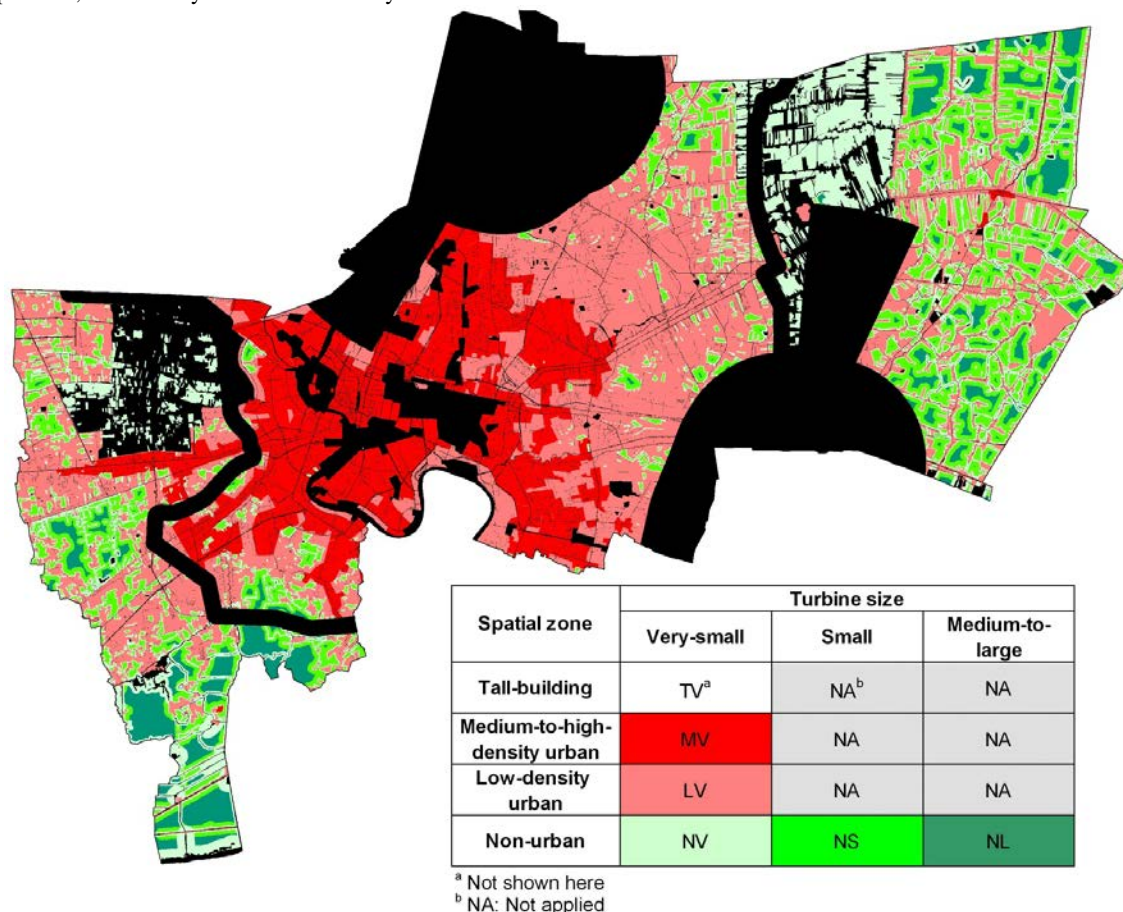 Spatial zone
Turbine size
Very-small
Small
Medium-to-
large
Tall-building
TVa
NAb
NA
Medium-to-high-
density urban
MV
NA
NA
Low-density
urban
LV
NA
NA
Non-urban
NV
NS
NL
a Not shown here
b NA: Not applied